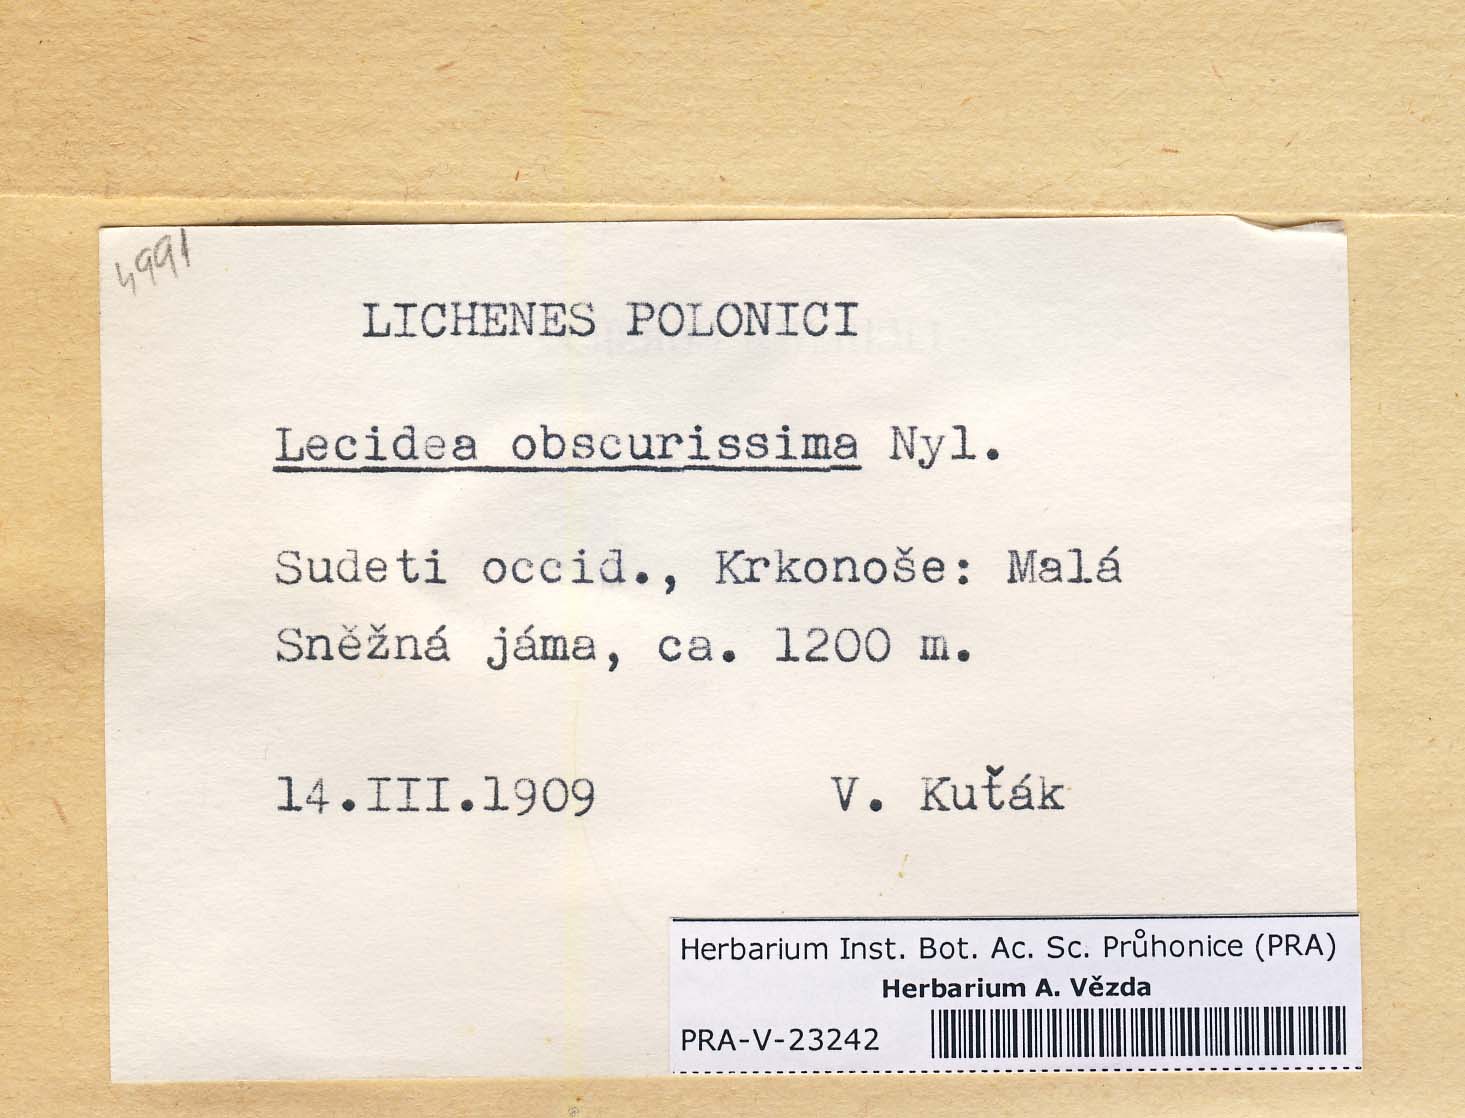 4991
LICHENES POLONICI
Lecidea obscurissima Nyl.
Sudeti occid., Krkonoše: Malá
Sněžná jáma, ca. 1200 m.
14.III.1909 V. Kuťák
Herbarium Inst. Bot. Ac. Sc. Průhonice (PRA)
Herbarium A. Vězda
PRA-V-23242